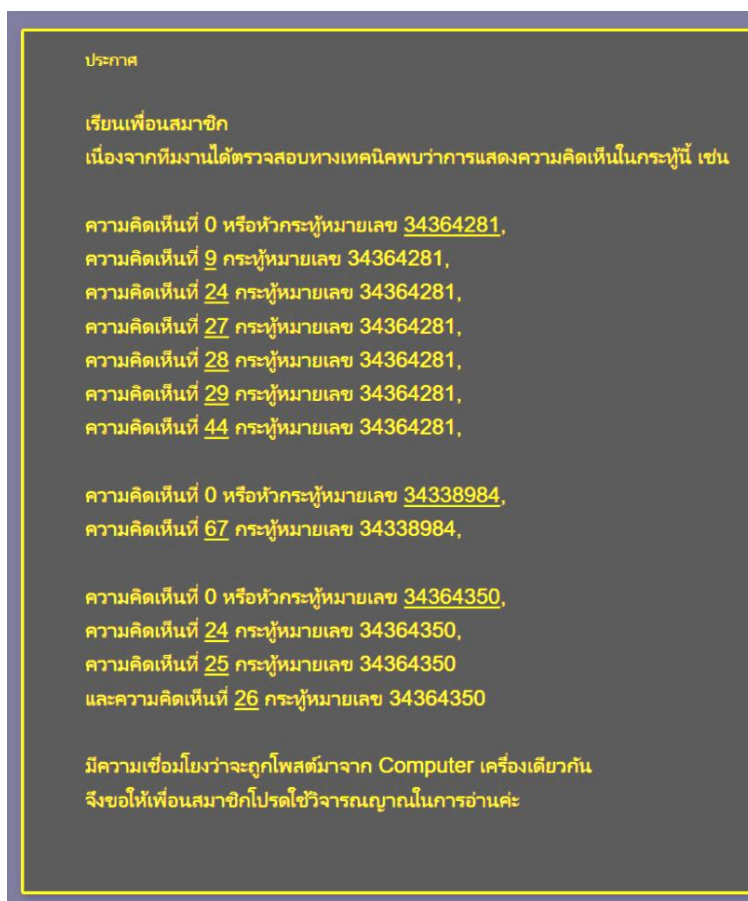 ประกาศ
เรียนเพื่อนสมาชิก
เนื่องจากทีมงานได้ตรวจสอบทางเทคนิคพบว่าการแสดงความคิดเห็นในกระทู้นี้ เช่น
ความคิดเห็นที่ 0 หรือหัวกระทู้หมายเลข 34364281,
ความคิดเห็นที่ 9 กระทู้หมายเลข 34364281,
ความคิดเห็นที่ 24 กระทู้หมายเลข 34364281,
ความคิดเห็นที่ 27 กระทู้หมายเลข 34364281,
ความคิดเห็นที่ 28 กระทู้หมายเลข 34364281,
ความคิดเห็นที่ 29 กระทู้หมายเลข 34364281,
ความคิดเห็นที่ 44 กระทู้หมายเลข 34364281,
ความคิดเห็นที่ 0 หรือหัวกระทู้หมายเลข 34338984,
ความคิดเห็นที่ 67 กระทู้หมายเลข 34338984,
ความคิดเห็นที่ 0 หรือหัวกระทู้หมายเลข 34364350,
ความคิดเห็นที่ 24 กระทู้หมายเลข 34364350,
ความคิดเห็นที่ 25 กระทู้หมายเลข 34364350
และความคิดเห็นที่ 26 กระทู้หมายเลข 34364350
มีความเชื่อมโยงว่าจะถูกโพสต์มาจาก Computer เครื่องเดียวกัน
จึงขอให้เพื่อนสมาชิกโปรดใช้วิจารณญาณในการอ่านค่ะ